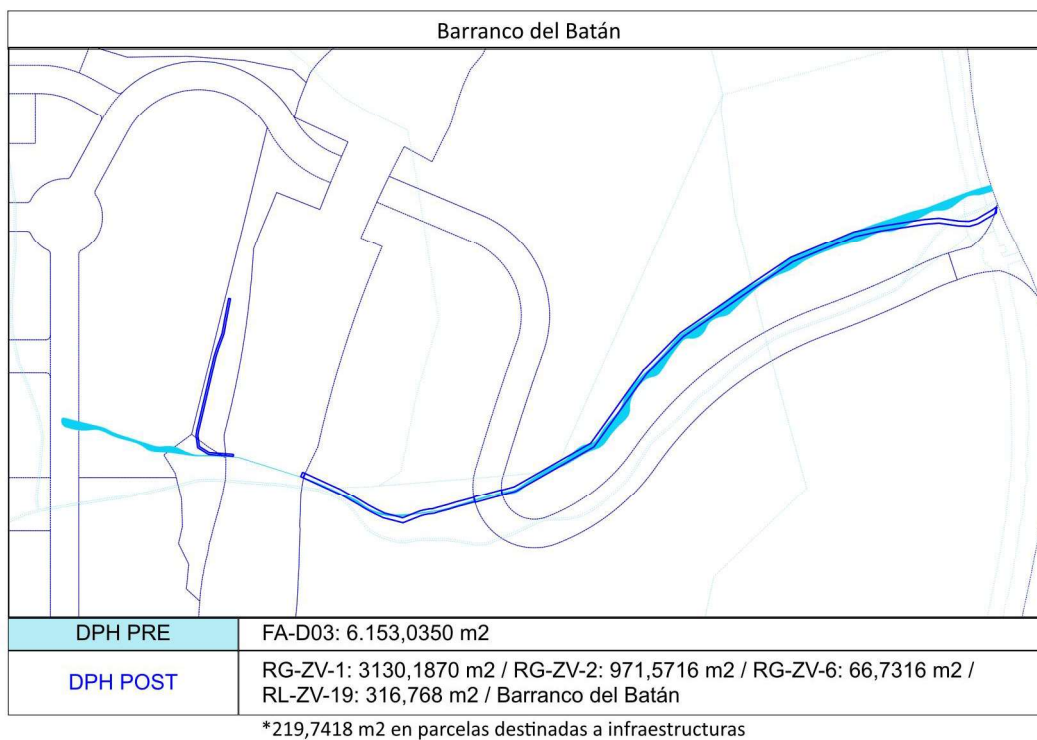 Barranco del Batán
DPH PRE
FA-D03: 6.153,0350 m2
DPH POST
RG-ZV-1: 3130.1870 m2 / RG-ZV-2: 971,5716 m2 / RG-ZV-6: 66,7316 m2 /
RL-ZV-19: 316,768 m2 / Barranco del Batán
*219,7418 m2 en parcelas destinadas a infraestructuras